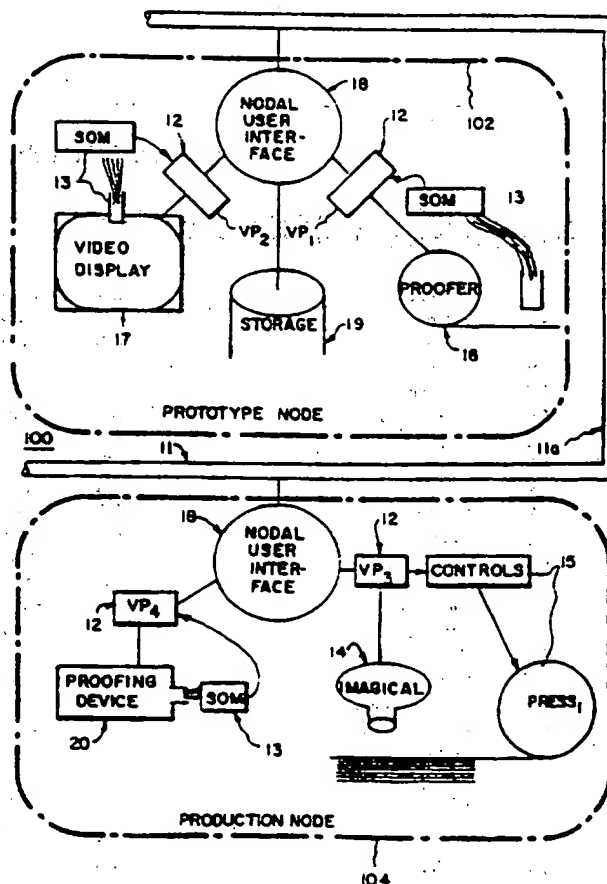 18
102
12
NODAL
USER
INTER-
FACE
12
SOM
13
VP2
VP1
SOM
13
VIDEO
DISPLAY
17
STORAGE
19
PROOFER
16
PROTOTYPE NODE
100
11
11a
18
NODAL
USER
INTER-
FACE
12
VP3
CONTROLS
15
12
VP4
14
MAGICAL
PRESS1
PROOFING
DEVICE
SOM
20
13
PRODUCTION NODE
104